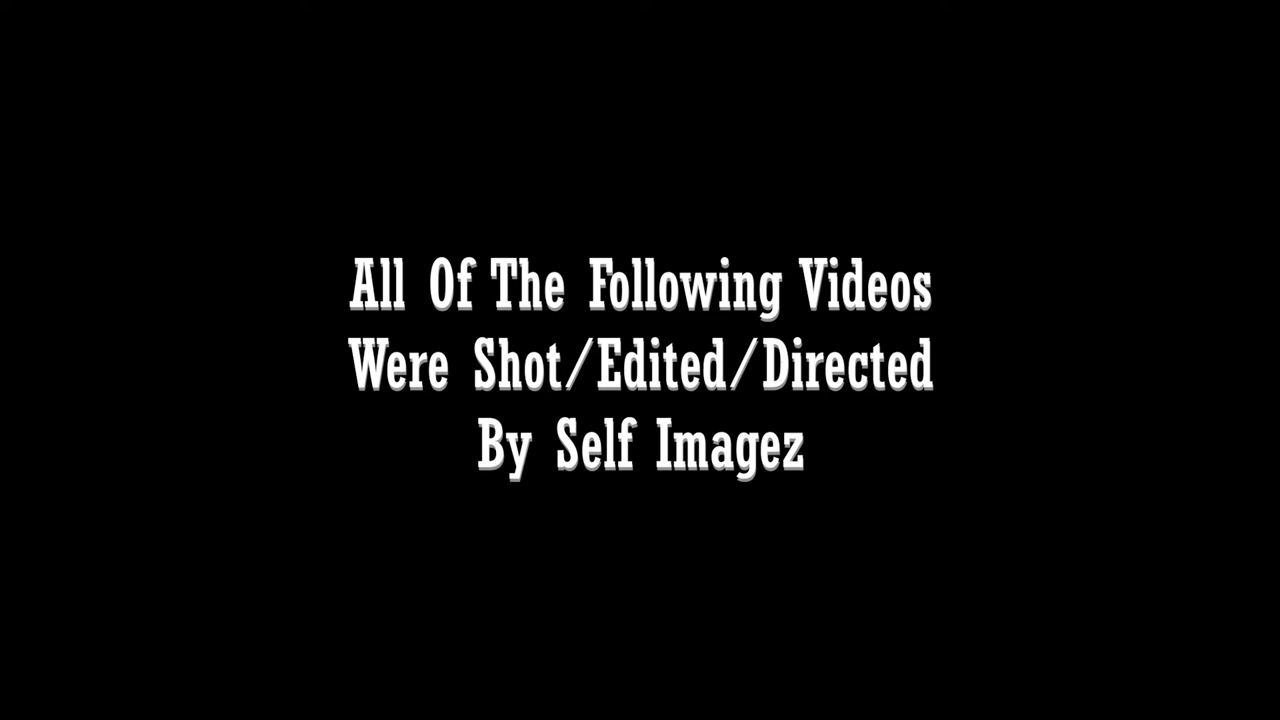 All Of The Following Videos
Were Shot/Edited/Directed
By Self Imagez